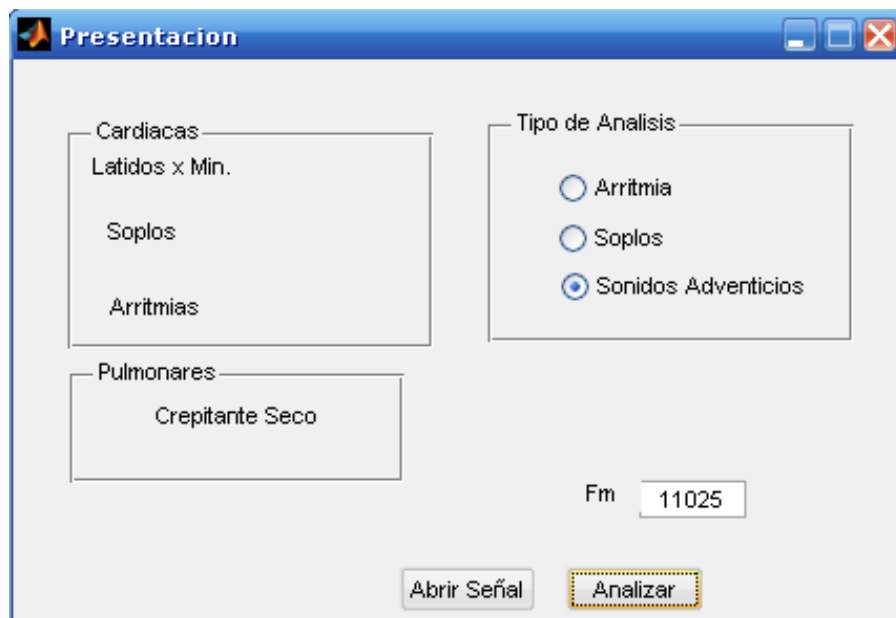 Presentacion
Cardiacas
Latidos x Min.
Soplos
Arritmias
Tipo de Analisis
Arritmia
Soplos
Sonidos Adventicios
Pulmonares
Crepitante Seco
Fm 11025
Abrir Señal Analizar